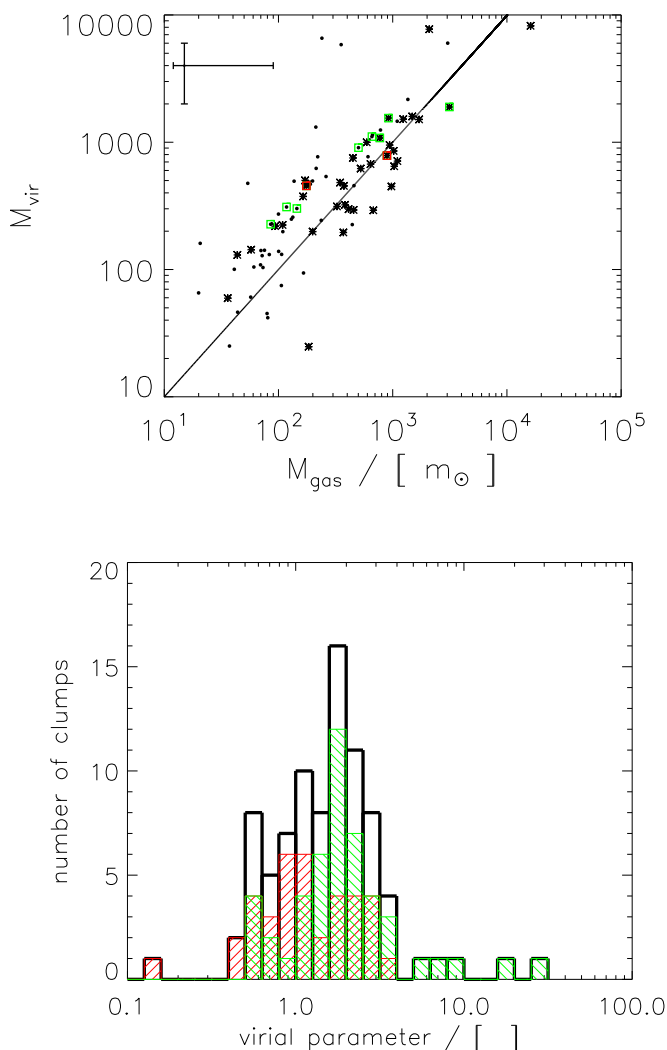 10000
1000
100
10
M_vir
10^1 10^2 10^3 10^4 10^5
M_gas / [ m_⊙ ]
20
15
10
5
0
number of clumps
0.1 1.0 10.0 100.0
virial parameter / [ ]